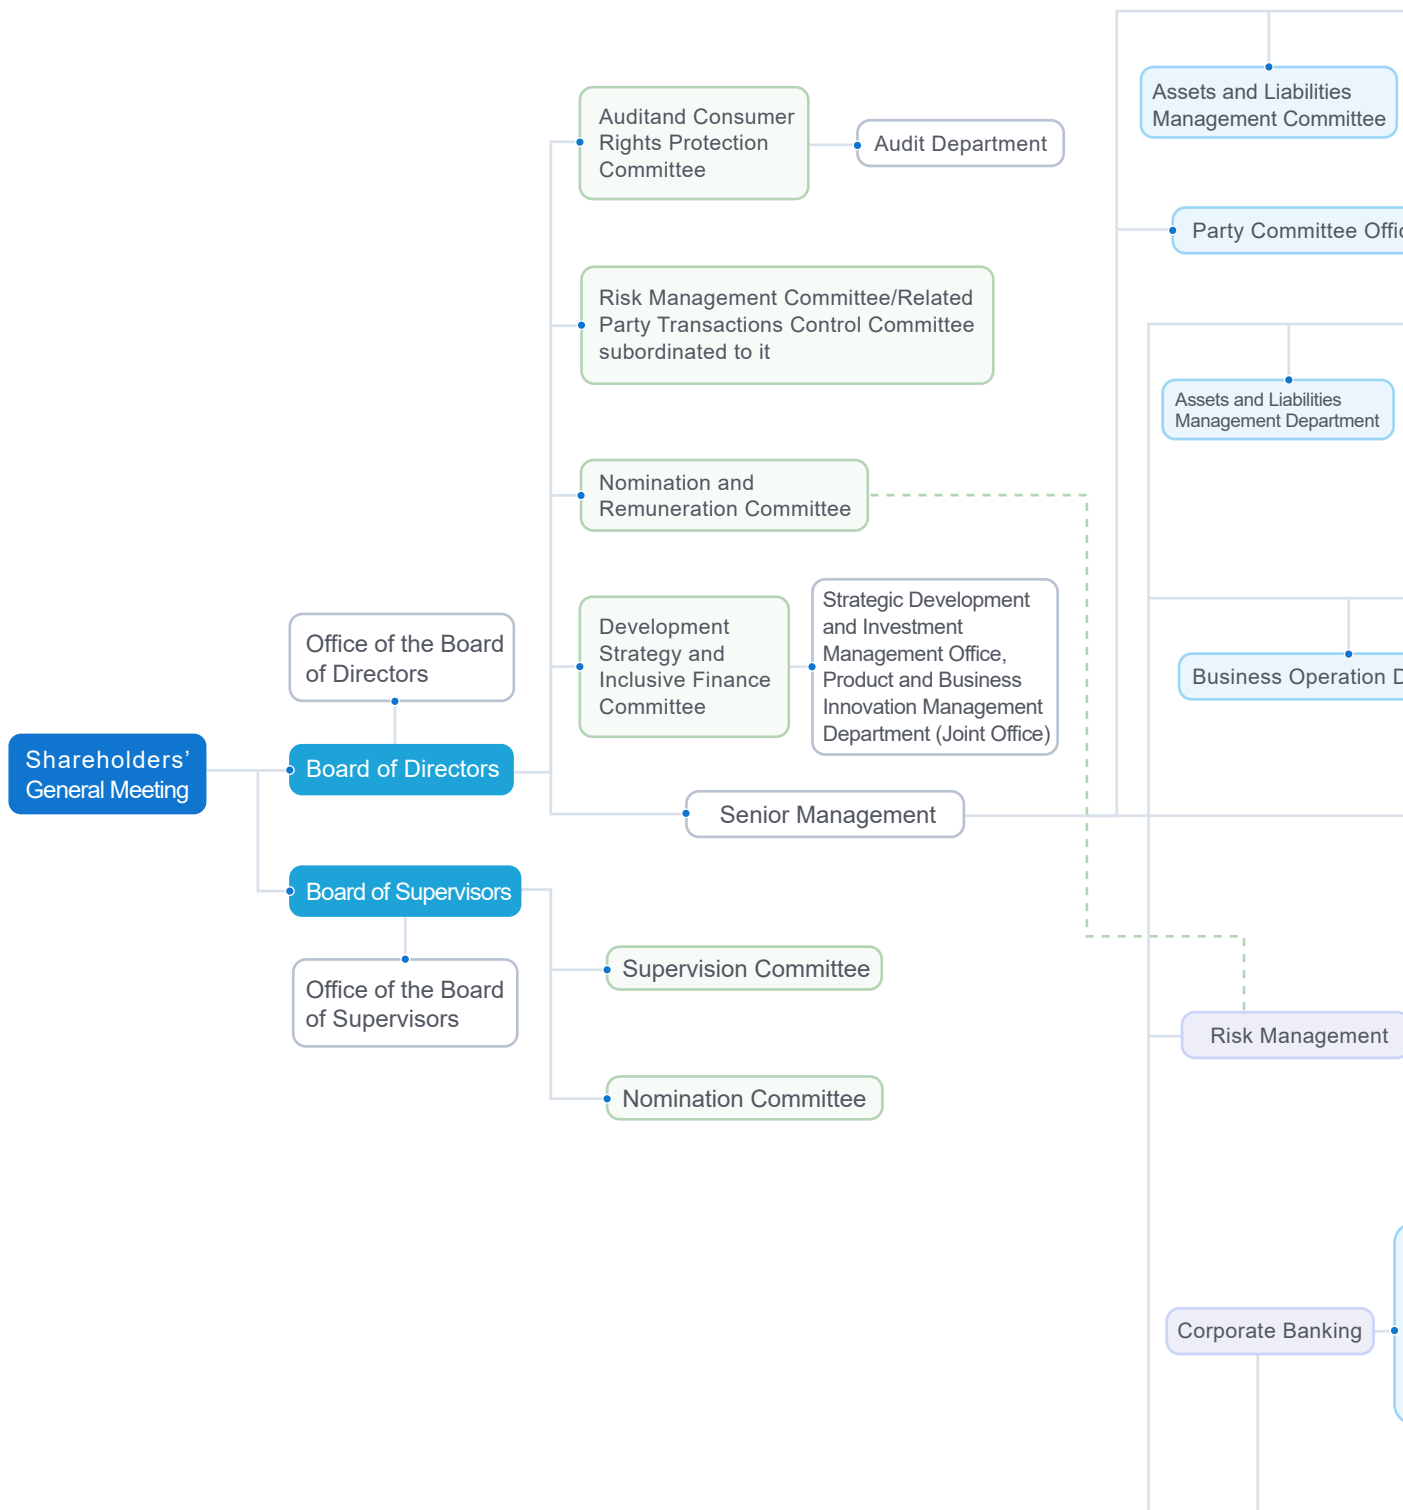 Assets and Liabilities
Management Committee
Auditand Consumer
Rights Protection
Committee
Audit Department
Party Committee
Risk Management Committee/Related
Party Transactions Control Committee
subordinated to it
Assets and Liabilities
Management Department
Nomination and
Remuneration Committee
Development
Strategy and
Inclusive Finance
Committee
Strategic Development
and Investment
Management Office,
Product and Business
Innovation Management
Department (Joint Office)
Office of the Board
of Directors
Business Operation
Shareholders’
General Meeting
Board of Directors
Senior Management
Board of Supervisors
Supervision Committee
Office of the Board
of Supervisors
Risk Management
Nomination Committee
Corporate Banking